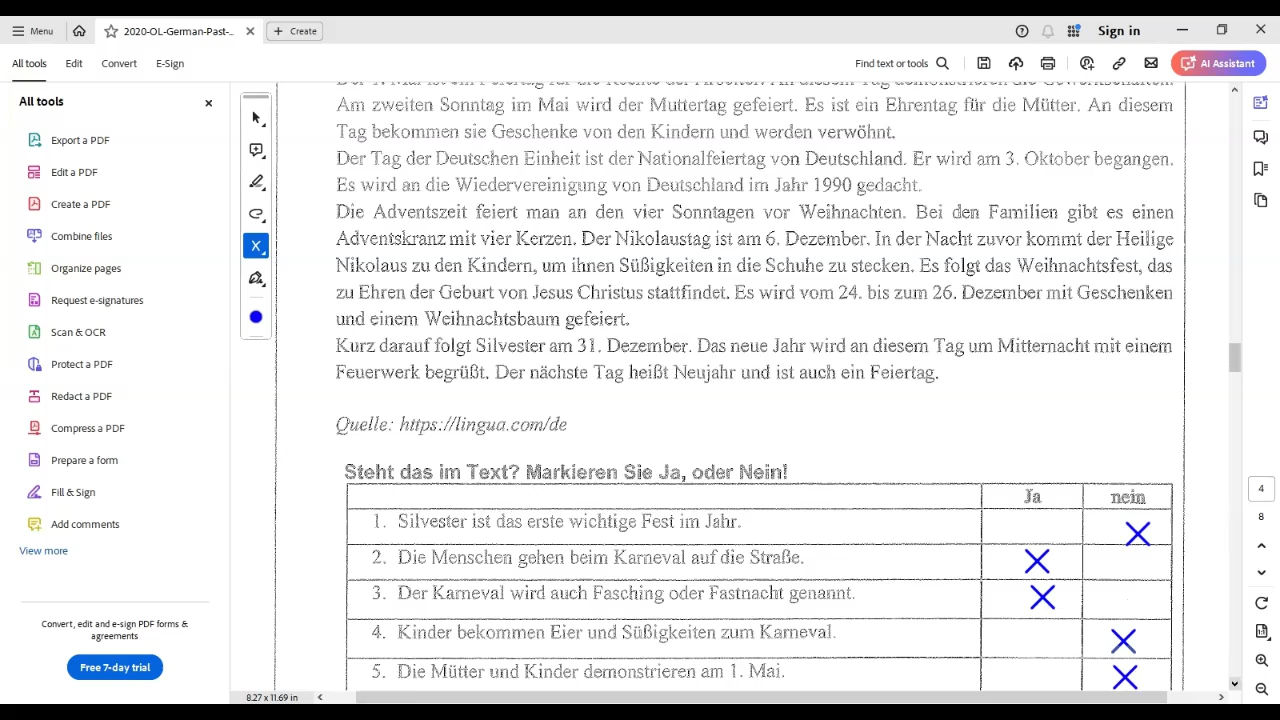 Menu
2020-OL-German-Past-...
Create
Sign in
All tools
Edit
Convert
E-Sign
Find text or tools
AI Assistant
All tools
Export a PDF
Edit a PDF
Create a PDF
Combine files
Organize pages
Request e-signatures
Scan & OCR
Protect a PDF
Redact a PDF
Compress a PDF
Prepare a form
Fill & Sign
Add comments
View more
Convert, edit and e-sign PDF forms &
agreements
Free 7-day trial
Am zweiten Sonntag im Mai wird der Muttertag gefeiert. Es ist ein Ehrentag für die Mütter. An diesem
Tag bekommen sie Geschenke von den Kindern und werden verwöhnt.
Der Tag der Deutschen Einheit ist der Nationalfeiertag von Deutschland. Er wird am 3. Oktober begangen.
Es wird an die Wiedervereinigung von Deutschland im Jahr 1990 gedacht.
Die Adventszeit feiert man an den vier Sonntagen vor Weihnachten. Bei den Familien gibt es einen
Adventskranz mit vier Kerzen. Der Nikolaustag ist am 6. Dezember. In der Nacht zuvor kommt der Heilige
Nikolaus zu den Kindern, um ihnen Süßigkeiten in die Schuhe zu stecken. Es folgt das Weihnachtsfest, das
zu Ehren der Geburt von Jesus Christus stattfindet. Es wird vom 24. bis zum 26. Dezember mit Geschenken
und einem Weihnachtsbaum gefeiert.
Kurz darauf folgt Silvester am 31. Dezember. Das neue Jahr wird an diesem Tag um Mitternacht mit einem
Feuerwerk begrüßt. Der nächste Tag heißt Neujahr und ist auch ein Feiertag.
Quelle: https://lingua.com/de
Steht das im Text? Markieren Sie Ja, oder Nein!
Ja nein
1. Silvester ist das erste wichtige Fest im Jahr.
2. Die Menschen gehen beim Karneval auf die Straße.
3. Der Karneval wird auch Fasching oder Fastnacht genannt.
4. Kinder bekommen Eier und Süßigkeiten zum Karneval.
5. Die Mütter und Kinder demonstrieren am 1. Mai.
4
8
8.27 x 11.69 in